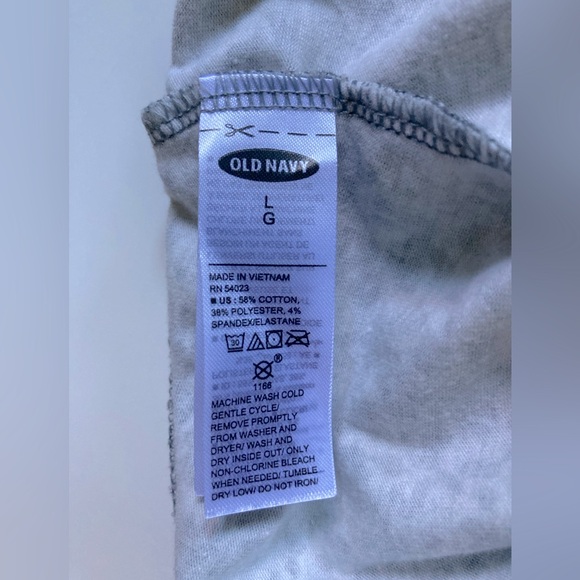 OLD NAVY
L
G
MADE IN VIETNAM
RN 54023
■ US : 58% COTTON,
38% POLYESTER, 4%
SPANDEX/ELASTANE
30
®
1166
MACHINE WASH COLD
GENTLE CYCLE/
REMOVE PROMPTLY
FROM WASHER AND
DRYER/ WASH AND
DRY INSIDE OUT/ ONLY
NON-CHLORINE BLEACH
WHEN NEEDED/ TUMBLE
DRY LOW/ DO NOT IRON/